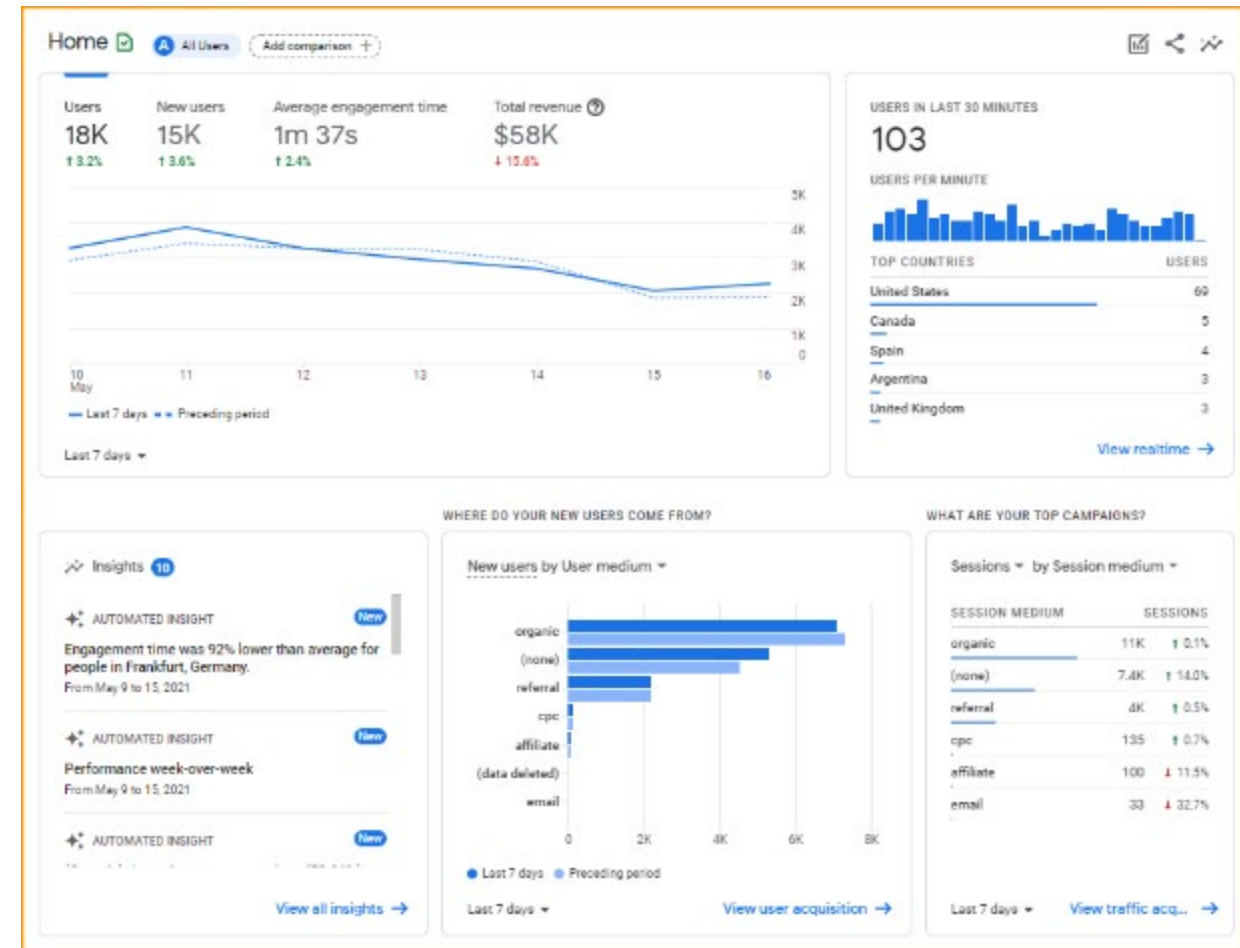 Home
A All Users
Add comparison +
Users
18K
↑ 3.2%
New users
15K
↑ 3.6%
Average engagement time
1m 37s
↑ 2.4%
Total revenue
$58K
↓ 15.6%
5K
4K
3K
2K
1K
0
10 11 12 13 14 15 16
May
Last 7 days Preceding period
Last 7 days
USERS IN LAST 30 MINUTES
103
USERS PER MINUTE
TOP COUNTRIES USERS
United States 69
Canada 5
Spain 4
Argentina 3
United Kingdom 3
View realtime →
Insights 10
AUTOMATED INSIGHT New
Engagement time was 92% lower than average for
people in Frankfurt, Germany.
From May 9 to 15, 2021
AUTOMATED INSIGHT New
Performance week-over-week
From May 9 to 15, 2021
AUTOMATED INSIGHT New
View all insights →
WHERE DO YOUR NEW USERS COME FROM?
New users by User medium
organic
(none)
referral
cpc
affiliate
(data deleted)
email
0 2K 4K 6K 8K
Last 7 days Preceding period
Last 7 days
View user acquisition →
WHAT ARE YOUR TOP CAMPAIGNS?
Sessions by Session medium
SESSION MEDIUM SESSIONS
organic 11K ↑ 0.1%
(none) 7.4K ↑ 14.0%
referral 4K ↑ 0.5%
cpc 135 ↑ 0.7%
affiliate 100 ↓ 11.5%
email 33 ↓ 32.7%
Last 7 days
View traffic acq... →